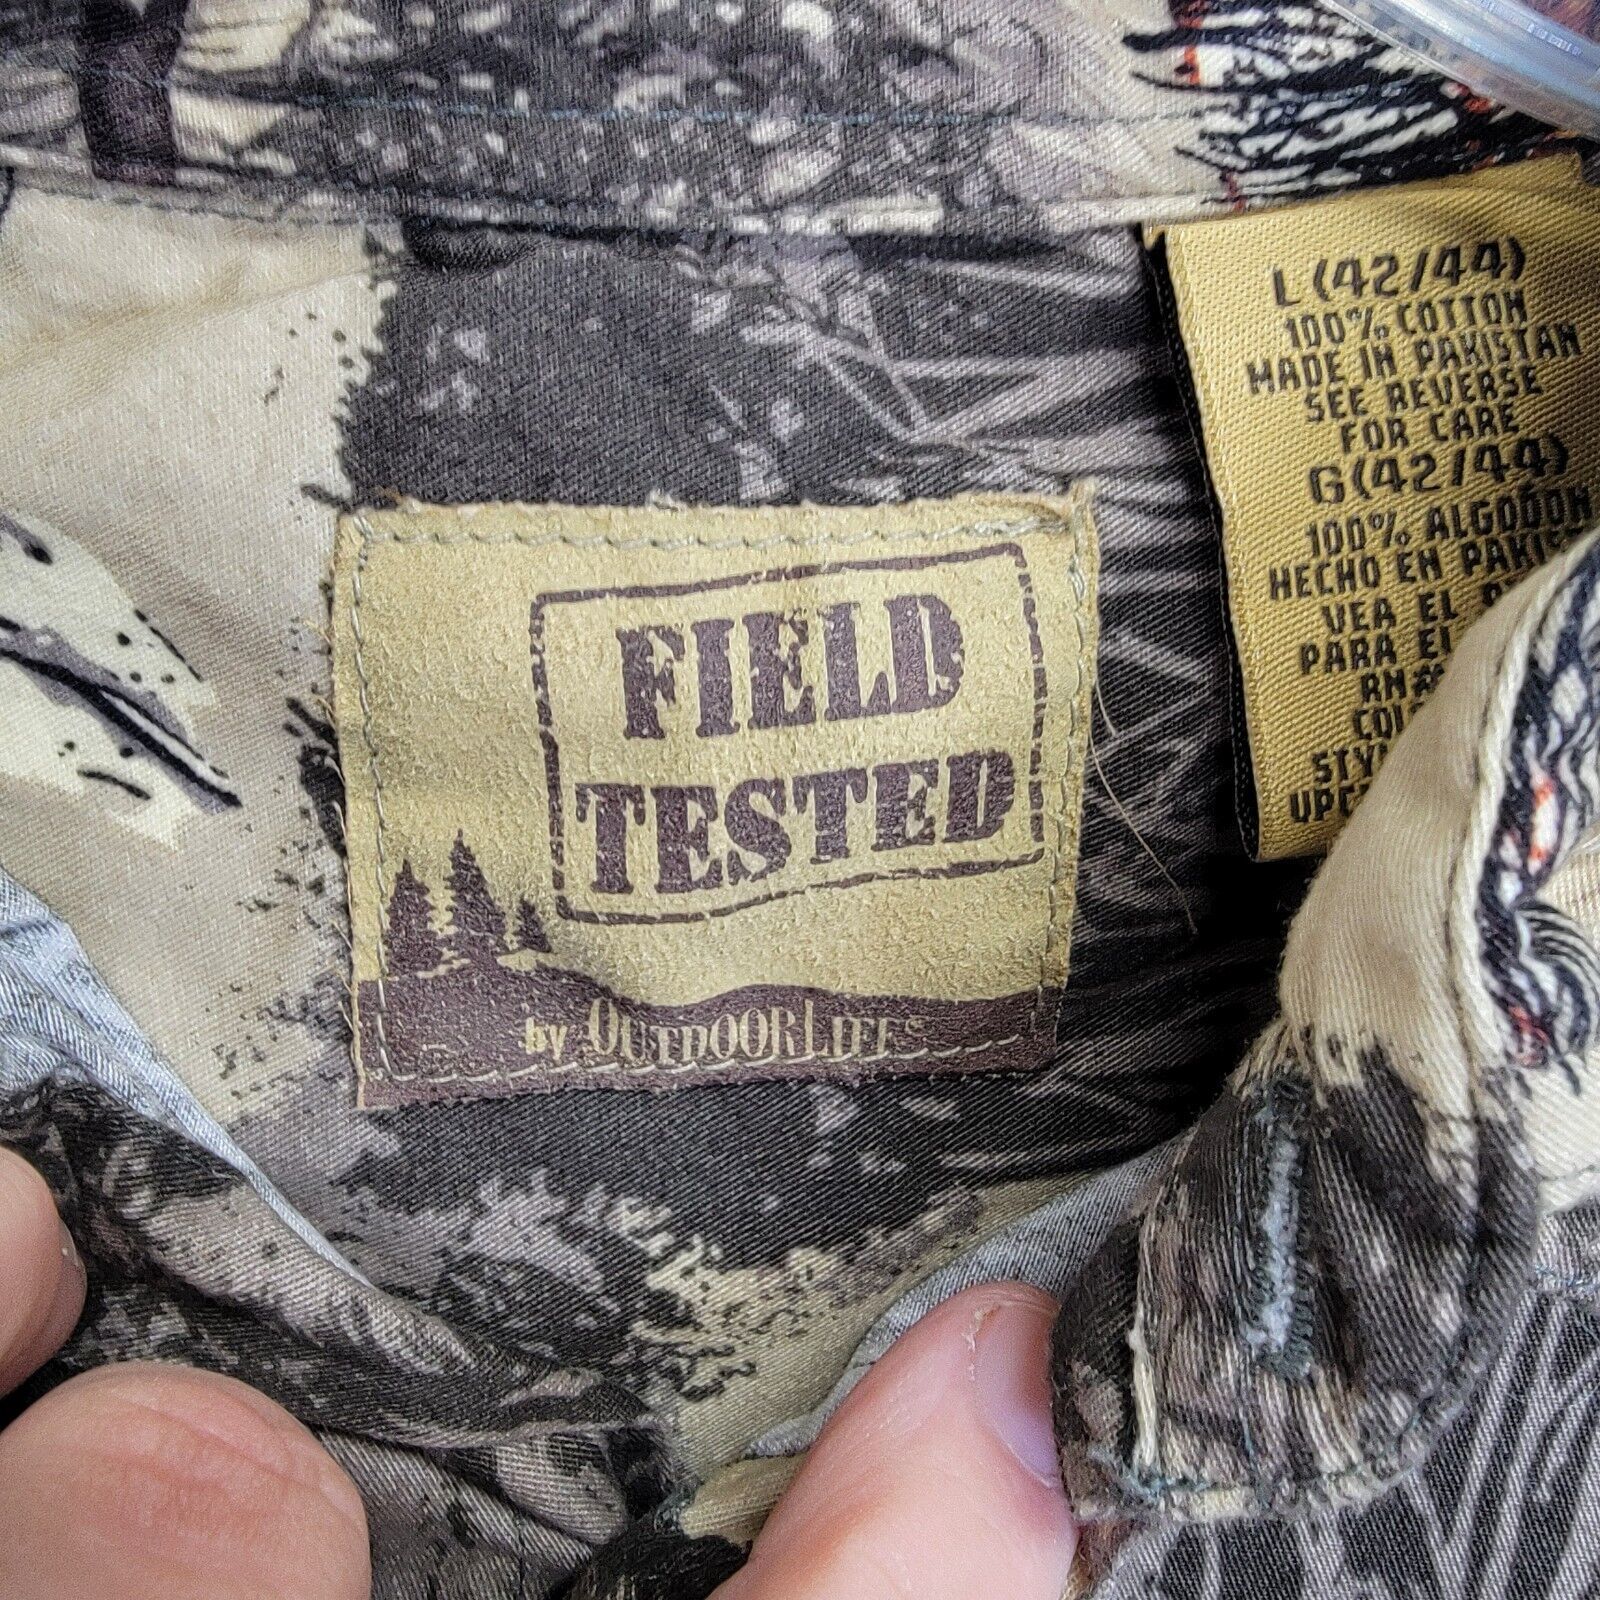 FIELD
TESTED
by OUTDOORLIFE®
L (42/44)
100% COTTON
MADE IN PAKISTAN
SEE REVERSE
FOR CARE
G (42/44)
100% ALGODON
HECHO EN
VEA EL
PARA EL